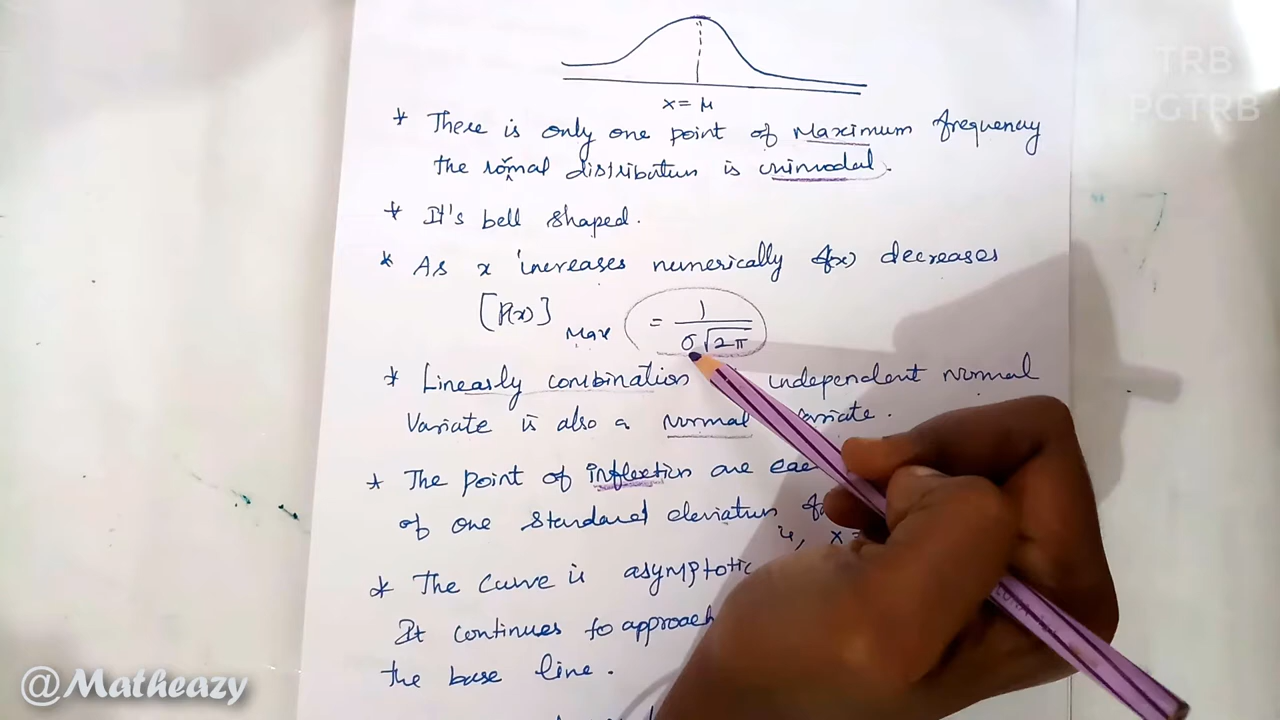 TRB
PGTRB
x = μ
* There is only one point of Maximum frequency
the romal distribution is unimodal.
* It's bell shaped.
* As x increases numerically f(x) decreases
[P(x)] Max = 1/σ√2π
* Linearly combination independent normal
Variate is also a normal variate.
* The point of inflection are
of one standard deviation
x =
* The curve is asymptotic
It continues to approach
the base line.
@Matheazy